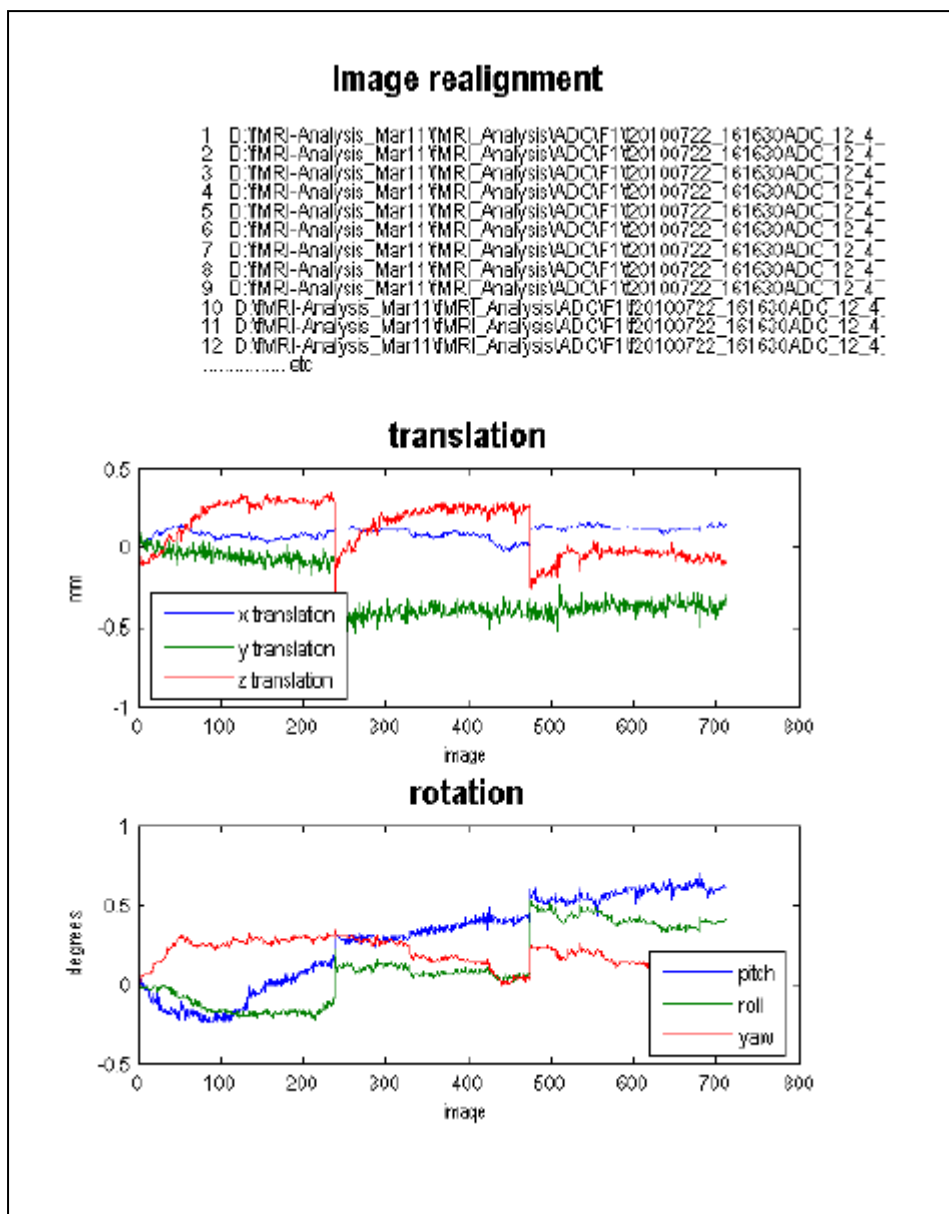 Image realignment
1 D:\fMRI-Analysis_Mar11\fMRI_Analysis\ADC\F1\f20100722_161630ADC_12_4_
2 D:\fMRI-Analysis_Mar11\fMRI_Analysis\ADC\F1\f20100722_161630ADC_12_4_
3 D:\fMRI-Analysis_Mar11\fMRI_Analysis\ADC\F1\f20100722_161630ADC_12_4_
4 D:\fMRI-Analysis_Mar11\fMRI_Analysis\ADC\F1\f20100722_161630ADC_12_4_
5 D:\fMRI-Analysis_Mar11\fMRI_Analysis\ADC\F1\f20100722_161630ADC_12_4_
6 D:\fMRI-Analysis_Mar11\fMRI_Analysis\ADC\F1\f20100722_161630ADC_12_4_
7 D:\fMRI-Analysis_Mar11\fMRI_Analysis\ADC\F1\f20100722_161630ADC_12_4_
8 D:\fMRI-Analysis_Mar11\fMRI_Analysis\ADC\F1\f20100722_161630ADC_12_4_
9 D:\fMRI-Analysis_Mar11\fMRI_Analysis\ADC\F1\f20100722_161630ADC_12_4_
10 D:\fMRI-Analysis_Mar11\fMRI_Analysis\ADC\F1\f20100722_161630ADC_12_4_
11 D:\fMRI-Analysis_Mar11\fMRI_Analysis\ADC\F1\f20100722_161630ADC_12_4_
12 D:\fMRI-Analysis_Mar11\fMRI_Analysis\ADC\F1\f20100722_161630ADC_12_4_
................ etc
translation
0.5
0
-0.5
-1
mm
x translation
y translation
z translation
0 100 200 300 400 500 600 700 800
image
rotation
1
0.5
0
-0.5
degrees
pitch
roll
yaw
0 100 200 300 400 500 600 700 800
image